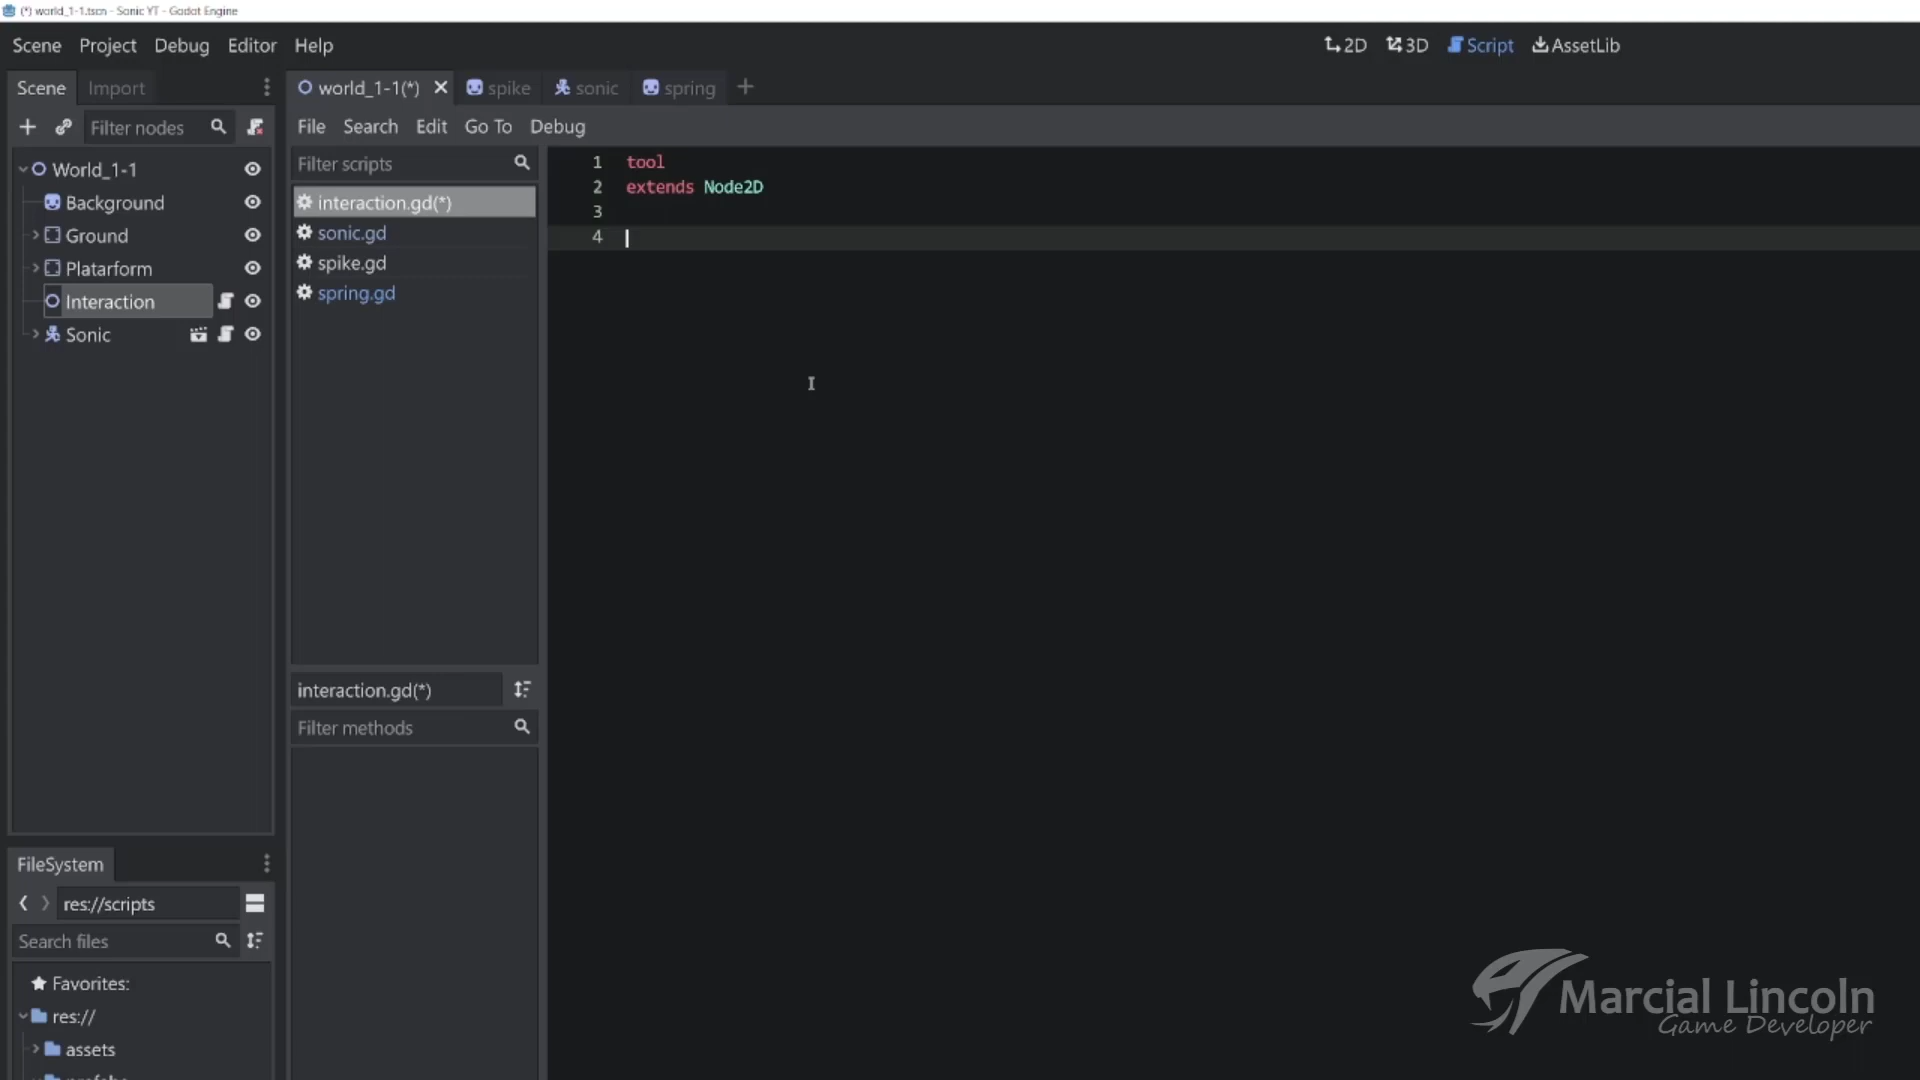 (*) world_1-1.tscn - Sonic YT - Godot Engine
Scene Project Debug Editor Help
2D 3D Script AssetLib
Scene Import
world_1-1(*) spike sonic spring
Filter nodes
File Search Edit Go To Debug
Filter scripts
World_1-1
Background
Ground
Platarform
Interaction
Sonic
interaction.gd(*)
sonic.gd
spike.gd
spring.gd
1 tool
2 extends Node2D
3
4
interaction.gd(*)
Filter methods
FileSystem
res://scripts
Search files
Favorites:
res://
assets
Marcial Lincoln
Game Developer